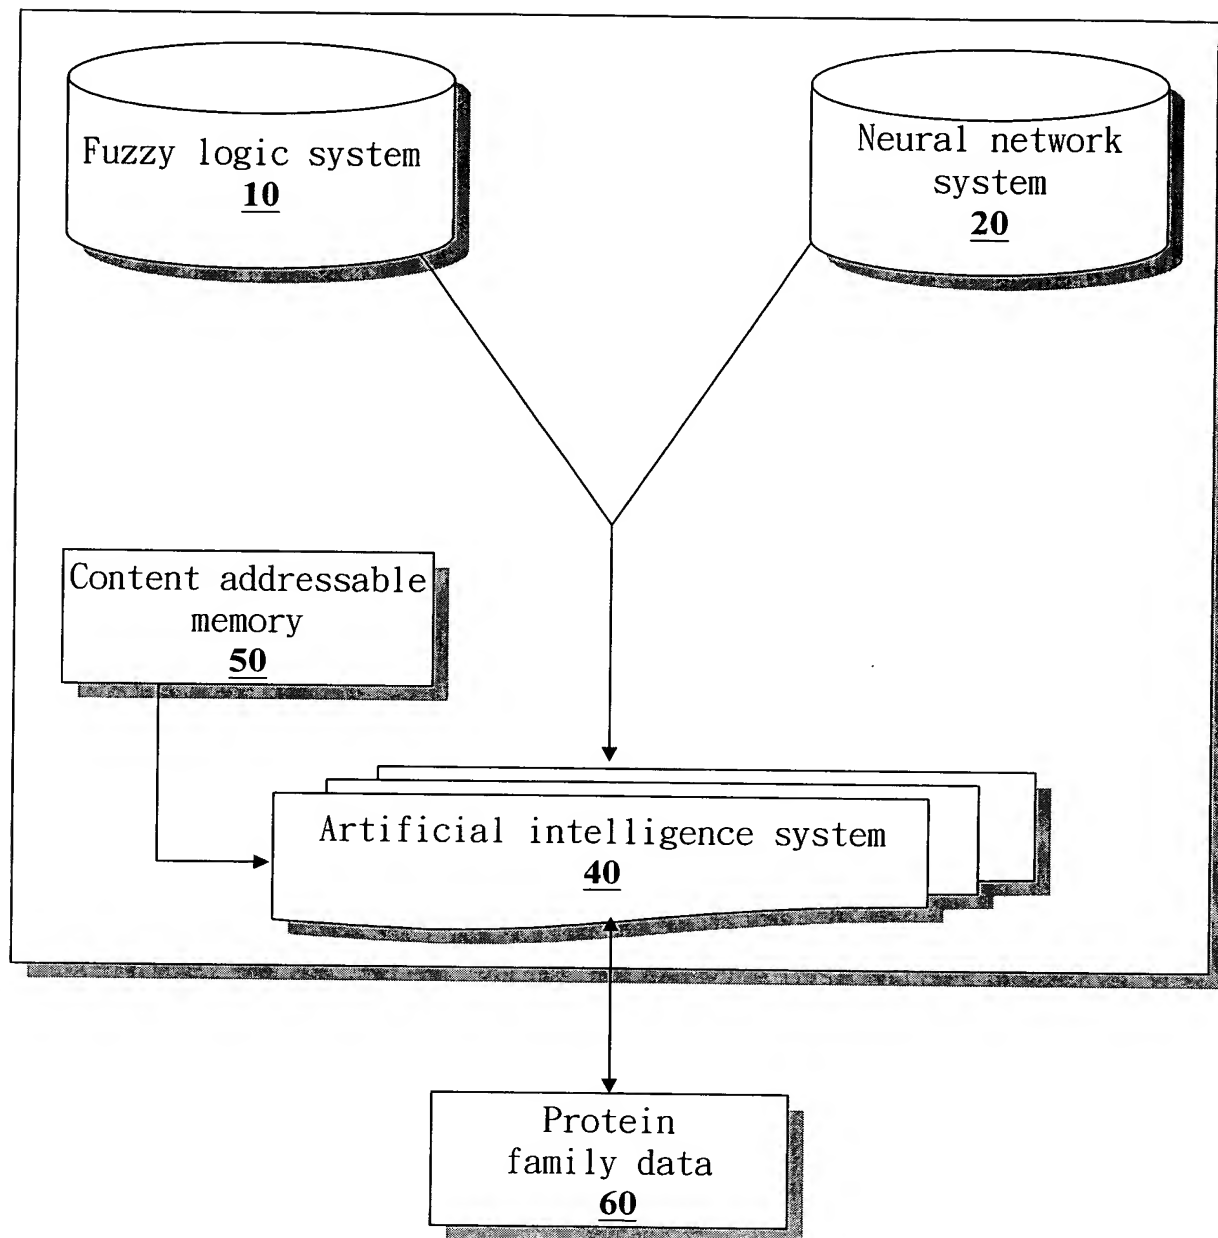 Fuzzy logic system
10
Neural network
system
20
Content addressable
memory
50
Artificial intelligence system
40
Protein
family data
60